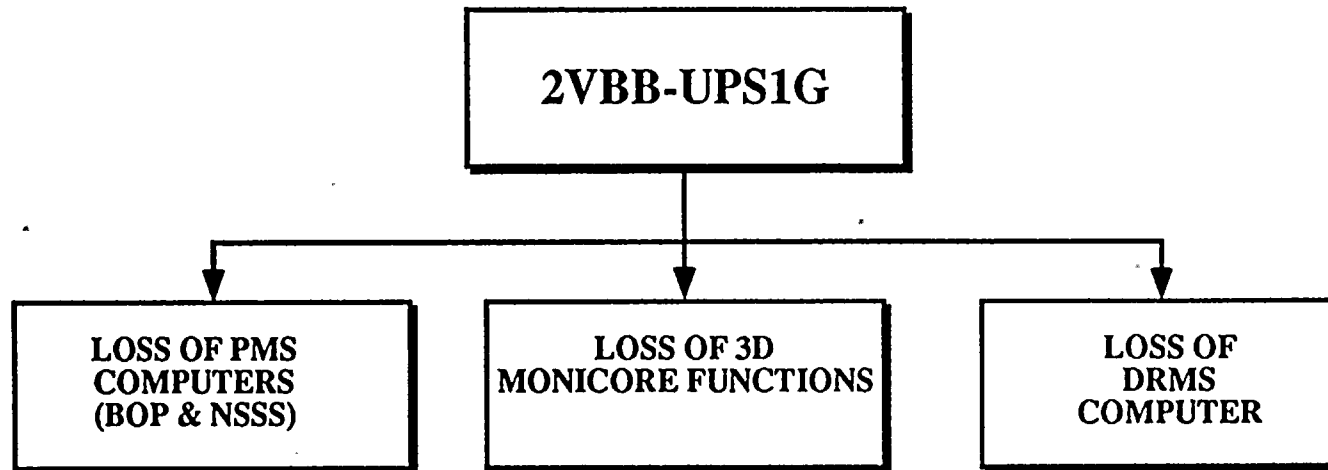 2VBB-UPS1G
LOSS OF PMS
COMPUTERS
(BOP & NSSS)
LOSS OF 3D
MONICORE FUNCTIONS
LOSS OF
DRMS
COMPUTER